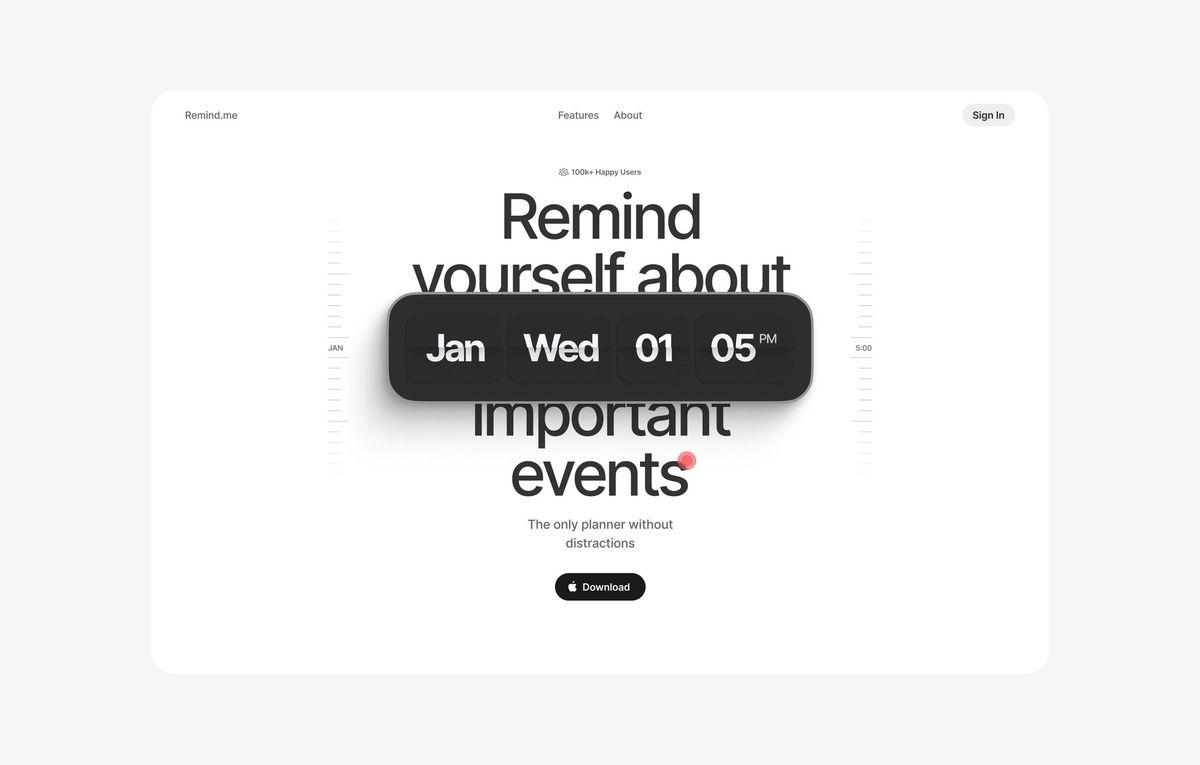 Remind.me
Features About
Sign In
100k+ Happy Users
Remind
yourself about
JAN
Jan Wed 01 05 PM
5:00
important
events
The only planner without
distractions
Download